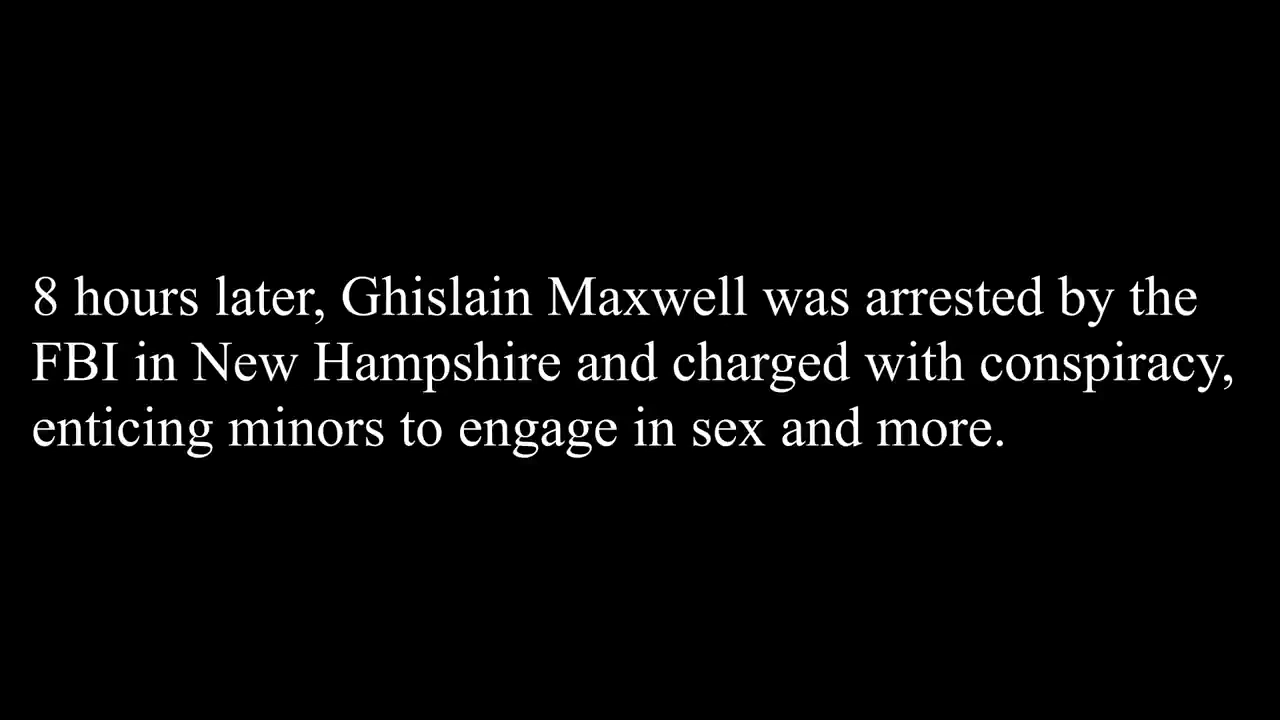 8 hours later, Ghislain Maxwell was arrested by the
FBI in New Hampshire and charged with conspiracy,
enticing minors to engage in sex and more.